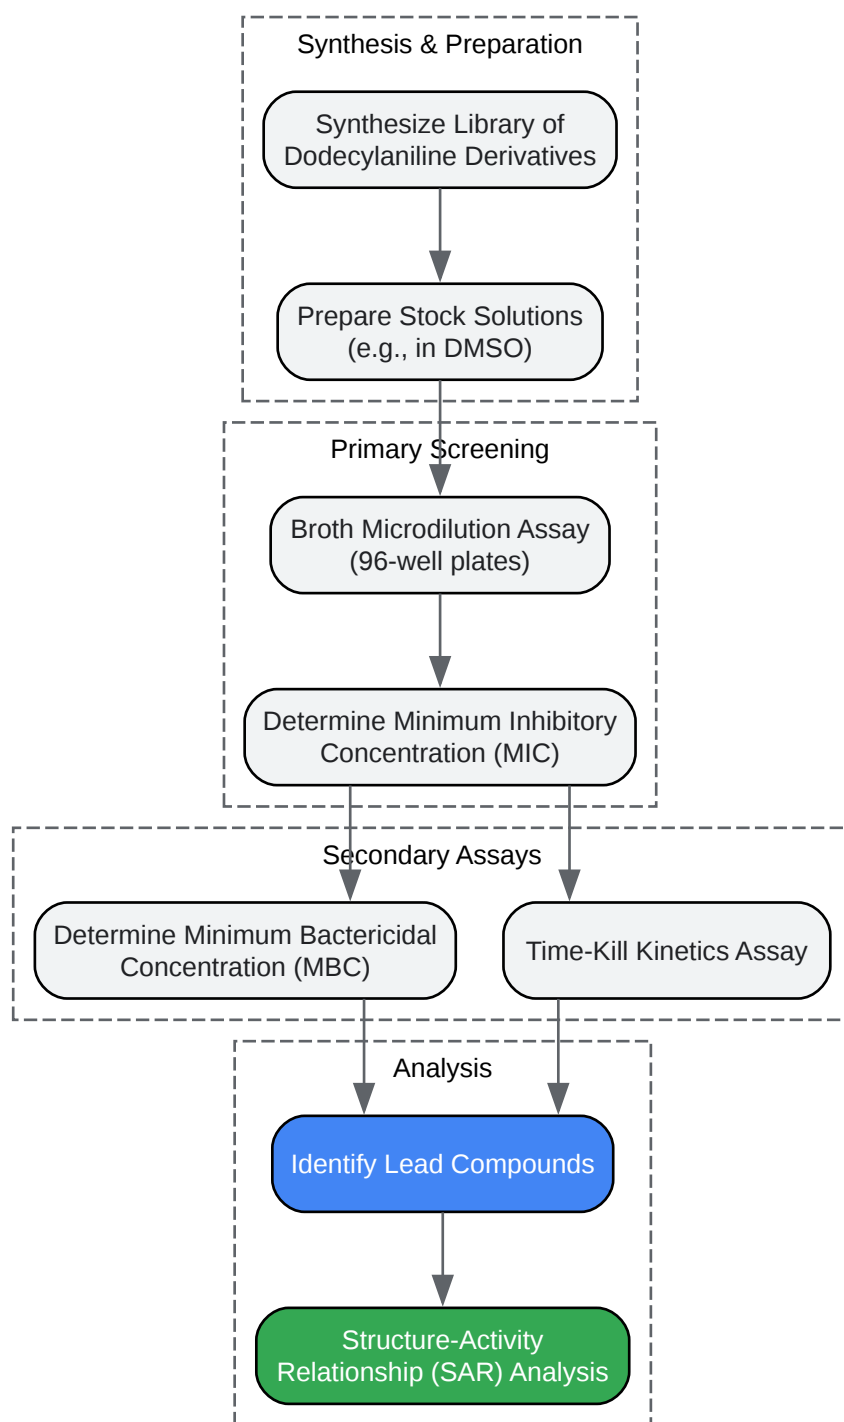 Synthesis & Preparation
Synthesize Library of
Dodecylaniline Derivatives
Prepare Stock Solutions
(e.g., in DMSO)
Primary Screening
Broth Microdilution Assay
(96-well plates)
Determine Minimum Inhibitory
Concentration (MIC)
Secondary Assays
Determine Minimum Bactericidal
Concentration (MBC)
Time-Kill Kinetics Assay
Analysis
Identify Lead Compounds
Structure-Activity
Relationship (SAR) Analysis